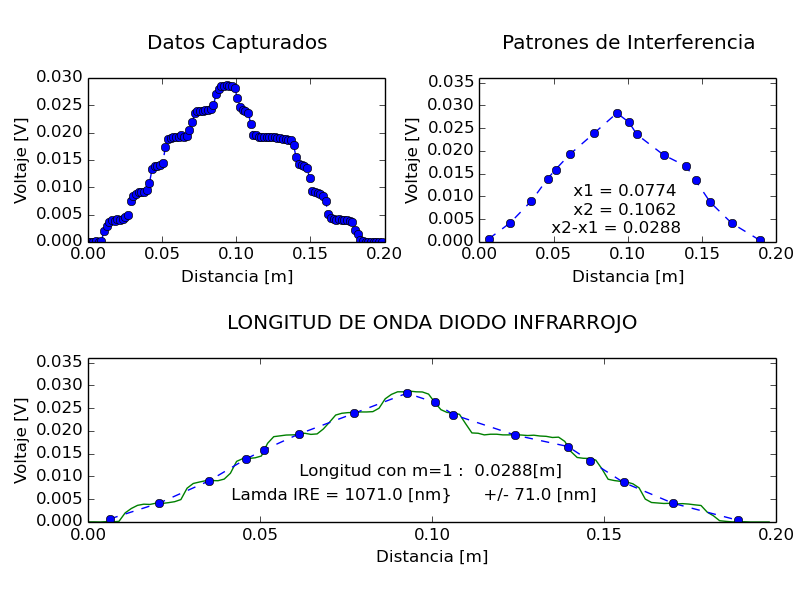 Datos Capturados
Voltaje [V]
0.030
0.025
0.020
0.015
0.010
0.005
0.000
0.00 0.05 0.10 0.15 0.20
Distancia [m]
Patrones de Interferencia
Voltaje [V]
0.035
0.030
0.025
0.020
0.015
0.010
0.005
0.000
x1 = 0.0774
x2 = 0.1062
x2-x1 = 0.0288
0.00 0.05 0.10 0.15 0.20
Distancia [m]
LONGITUD DE ONDA DIODO INFRARROJO
Voltaje [V]
0.035
0.030
0.025
0.020
0.015
0.010
0.005
0.000
Longitud con m=1 : 0.0288[m]
Lamda IRE = 1071.0 [nm} +/- 71.0 [nm]
0.00 0.05 0.10 0.15 0.20
Distancia [m]